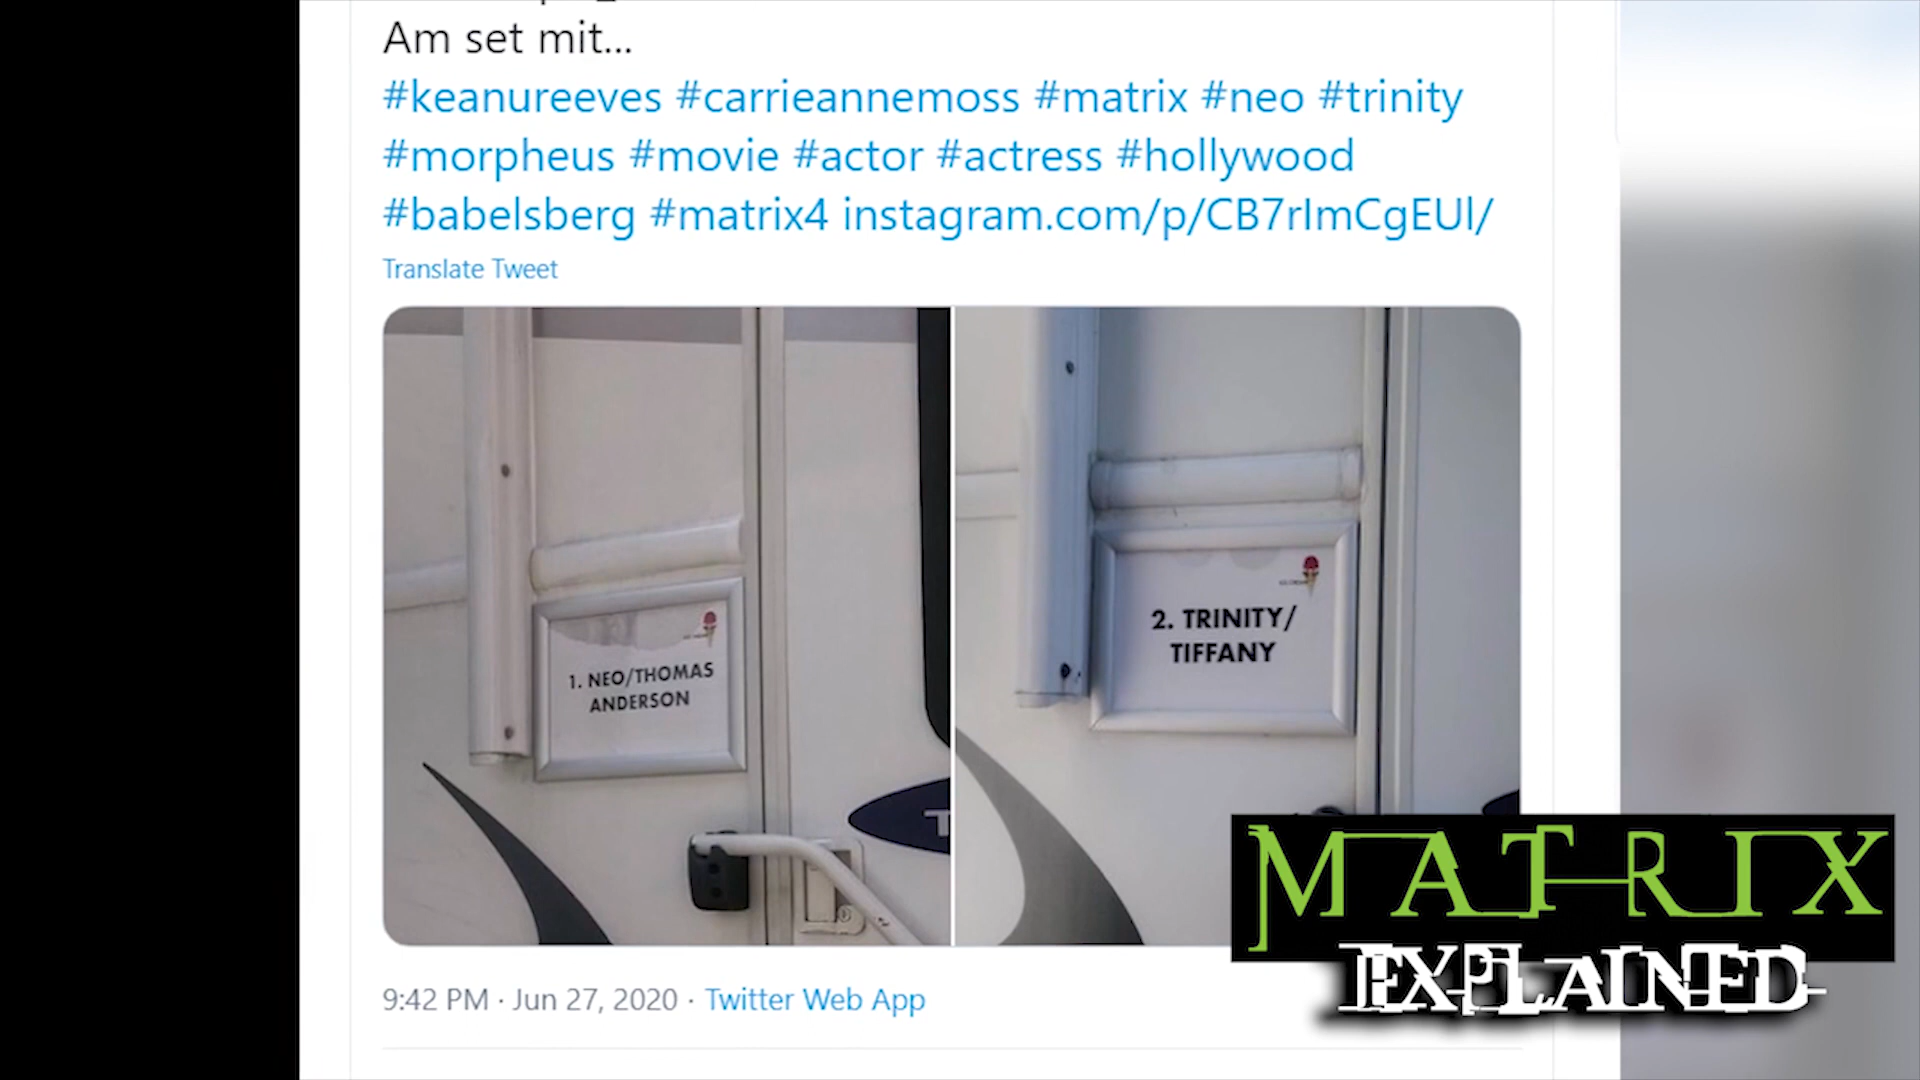 Am set mit...
#keanureeves #carrieannemoss #matrix #neo #trinity
#morpheus #movie #actor #actress #hollywood
#babelsberg #matrix4 instagram.com/p/CB7rImCgEUl/
Translate Tweet
1. NEO/THOMAS
ANDERSON
2. TRINITY/
TIFFANY
9:42 PM · Jun 27, 2020 · Twitter Web App
MATRIX
EXPLAINED